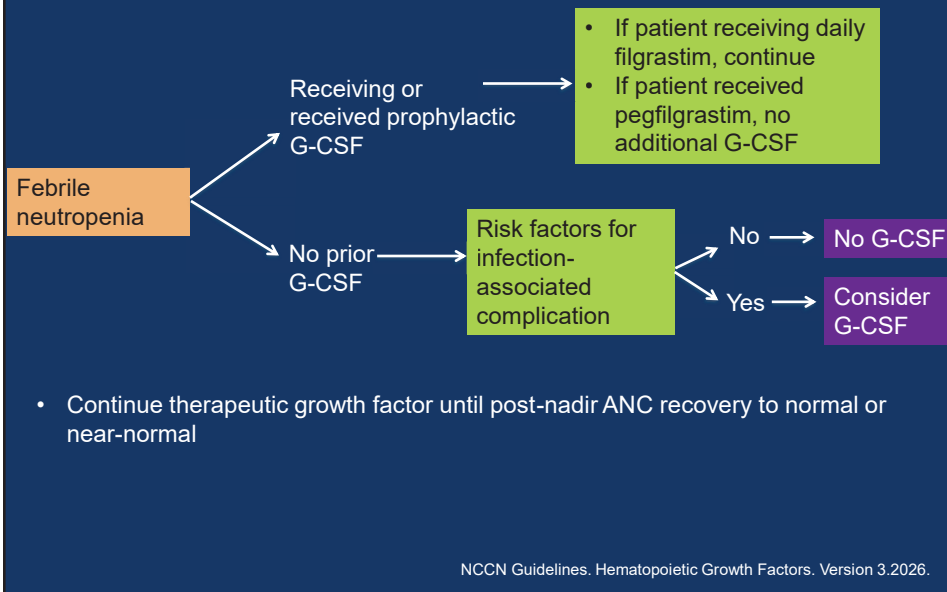 • If patient receiving daily
filgrastim, continue
• If patient received
pegfilgrastim, no
additional G-CSF
Receiving or
received prophylactic
G-CSF
Febrile
neutropenia
No prior
G-CSF
Risk factors for
infection-
associated
complication
No
No G-CSF
Yes
Consider
G-CSF
• Continue therapeutic growth factor until post-nadir ANC recovery to normal or
near-normal
NCCN Guidelines. Hematopoietic Growth Factors. Version 3.2026.